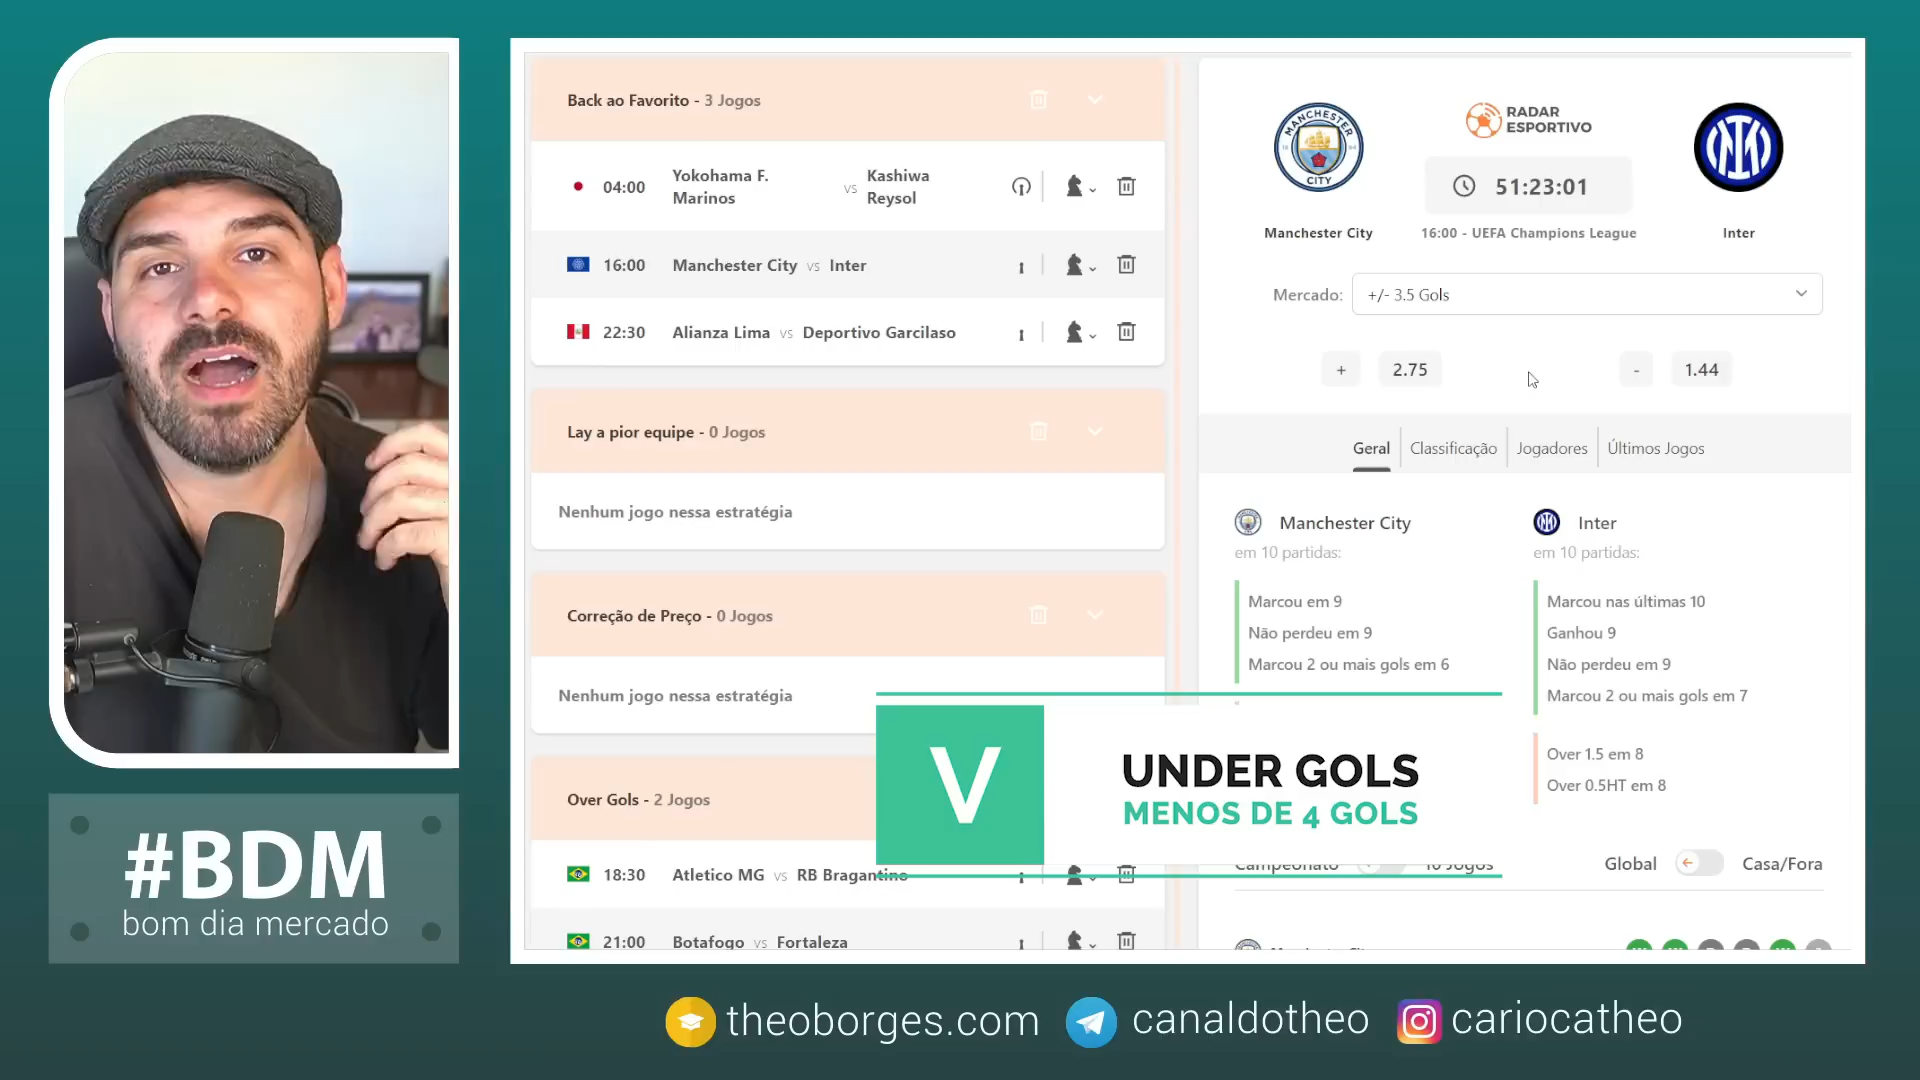 Back ao Favorito - 3 Jogos
04:00 Yokohama F. Marinos vs Kashiwa Reysol
16:00 Manchester City vs Inter
22:30 Alianza Lima vs Deportivo Garcilaso
Lay a pior equipe - 0 Jogos
Nenhum jogo nessa estratégia
Correção de Preço - 0 Jogos
Nenhum jogo nessa estratégia
Over Gols - 2 Jogos
18:30 Atletico MG vs RB Bragantino
21:00 Botafogo vs Fortaleza
MANCHESTER
CITY
RADAR
ESPORTIVO
51:23:01
Manchester City
16:00 - UEFA Champions League
Inter
Mercado: +/- 3.5 Gols
+ 2.75
- 1.44
Geral Classificação Jogadores Últimos Jogos
Manchester City
em 10 partidas:
Marcou em 9
Não perdeu em 9
Marcou 2 ou mais gols em 6
Inter
em 10 partidas:
Marcou nas últimas 10
Ganhou 9
Não perdeu em 9
Marcou 2 ou mais gols em 7
Over 1.5 em 8
Over 0.5HT em 8
Campeonato 10 Jogos
Global Casa/Fora
V
UNDER GOLS
MENOS DE 4 GOLS
#BDM
bom dia mercado
theoborges.com
canaldotheo
cariocatheo